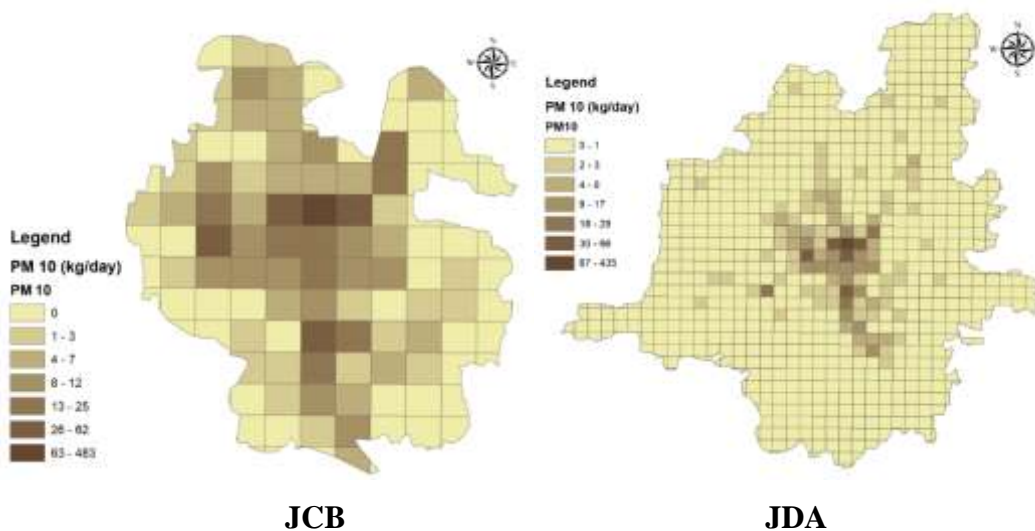 N
W E
S
Legend
PM 10 (kg/day)
PM 10
0
1 - 3
4 - 7
8 - 12
13 - 25
26 - 62
63 - 483
JCB
N
W E
S
Legend
PM 10 (kg/day)
PM10
0 - 1
2 - 3
9 - 17
18 - 29
30 - 66
67 - 435
JDA